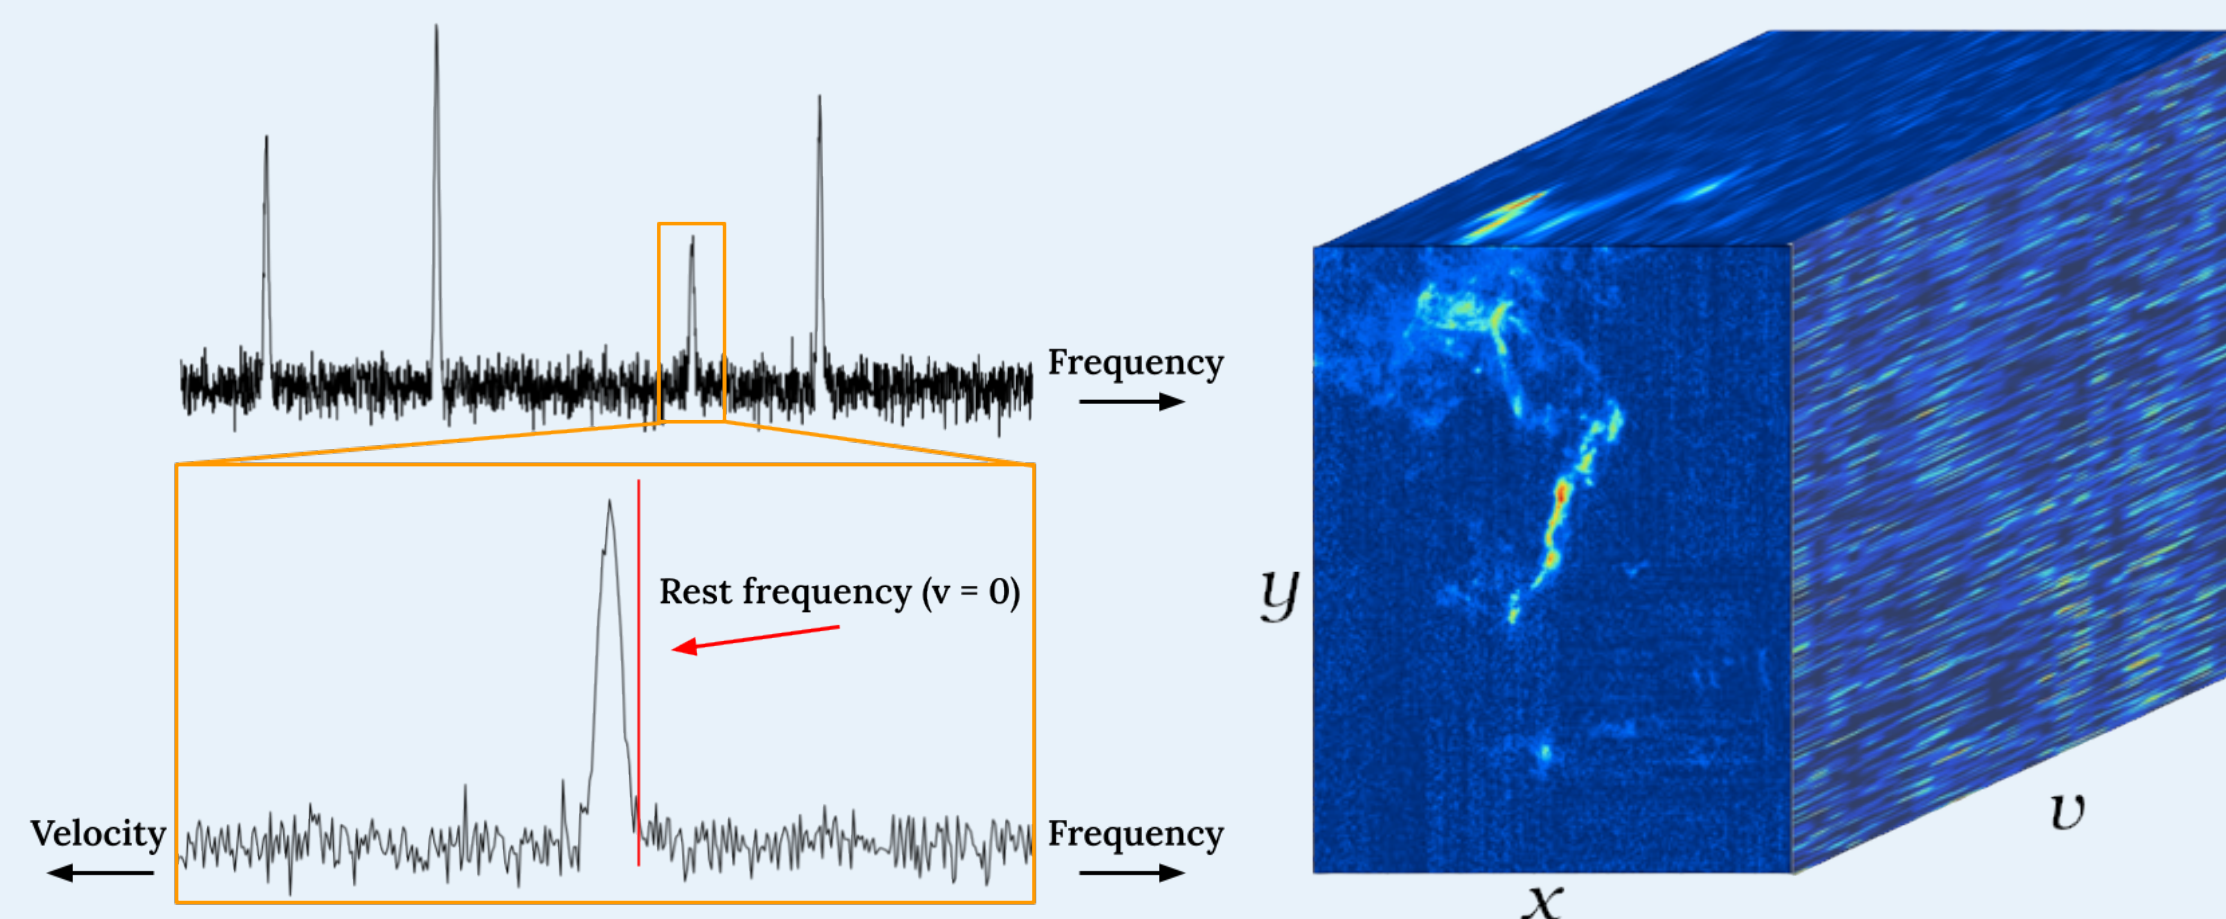 Frequency
Rest frequency (v = 0)
Velocity
Frequency
y
x
v